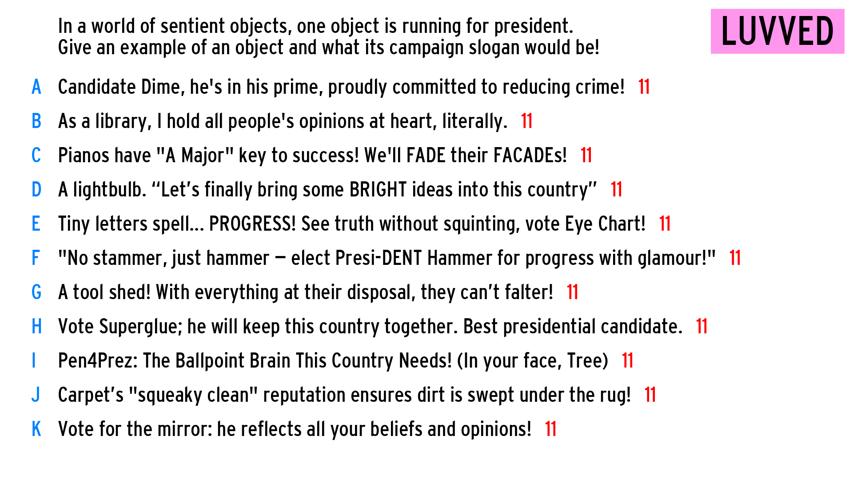 In a world of sentient objects, one object is running for president.
Give an example of an object and what its campaign slogan would be!
LUVVED
A Candidate Dime, he's in his prime, proudly committed to reducing crime! 11
B As a library, I hold all people's opinions at heart, literally. 11
C Pianos have "A Major" key to success! We'll FADE their FACADEs! 11
D A lightbulb. “Let’s finally bring some BRIGHT ideas into this country” 11
E Tiny letters spell... PROGRESS! See truth without squinting, vote Eye Chart! 11
F "No stammer, just hammer – elect Presi-DENT Hammer for progress with glamour!" 11
G A tool shed! With everything at their disposal, they can’t falter! 11
H Vote Superglue; he will keep this country together. Best presidential candidate. 11
I Pen4Prez: The Ballpoint Brain This Country Needs! (In your face, Tree) 11
J Carpet’s "squeaky clean" reputation ensures dirt is swept under the rug! 11
K Vote for the mirror: he reflects all your beliefs and opinions! 11